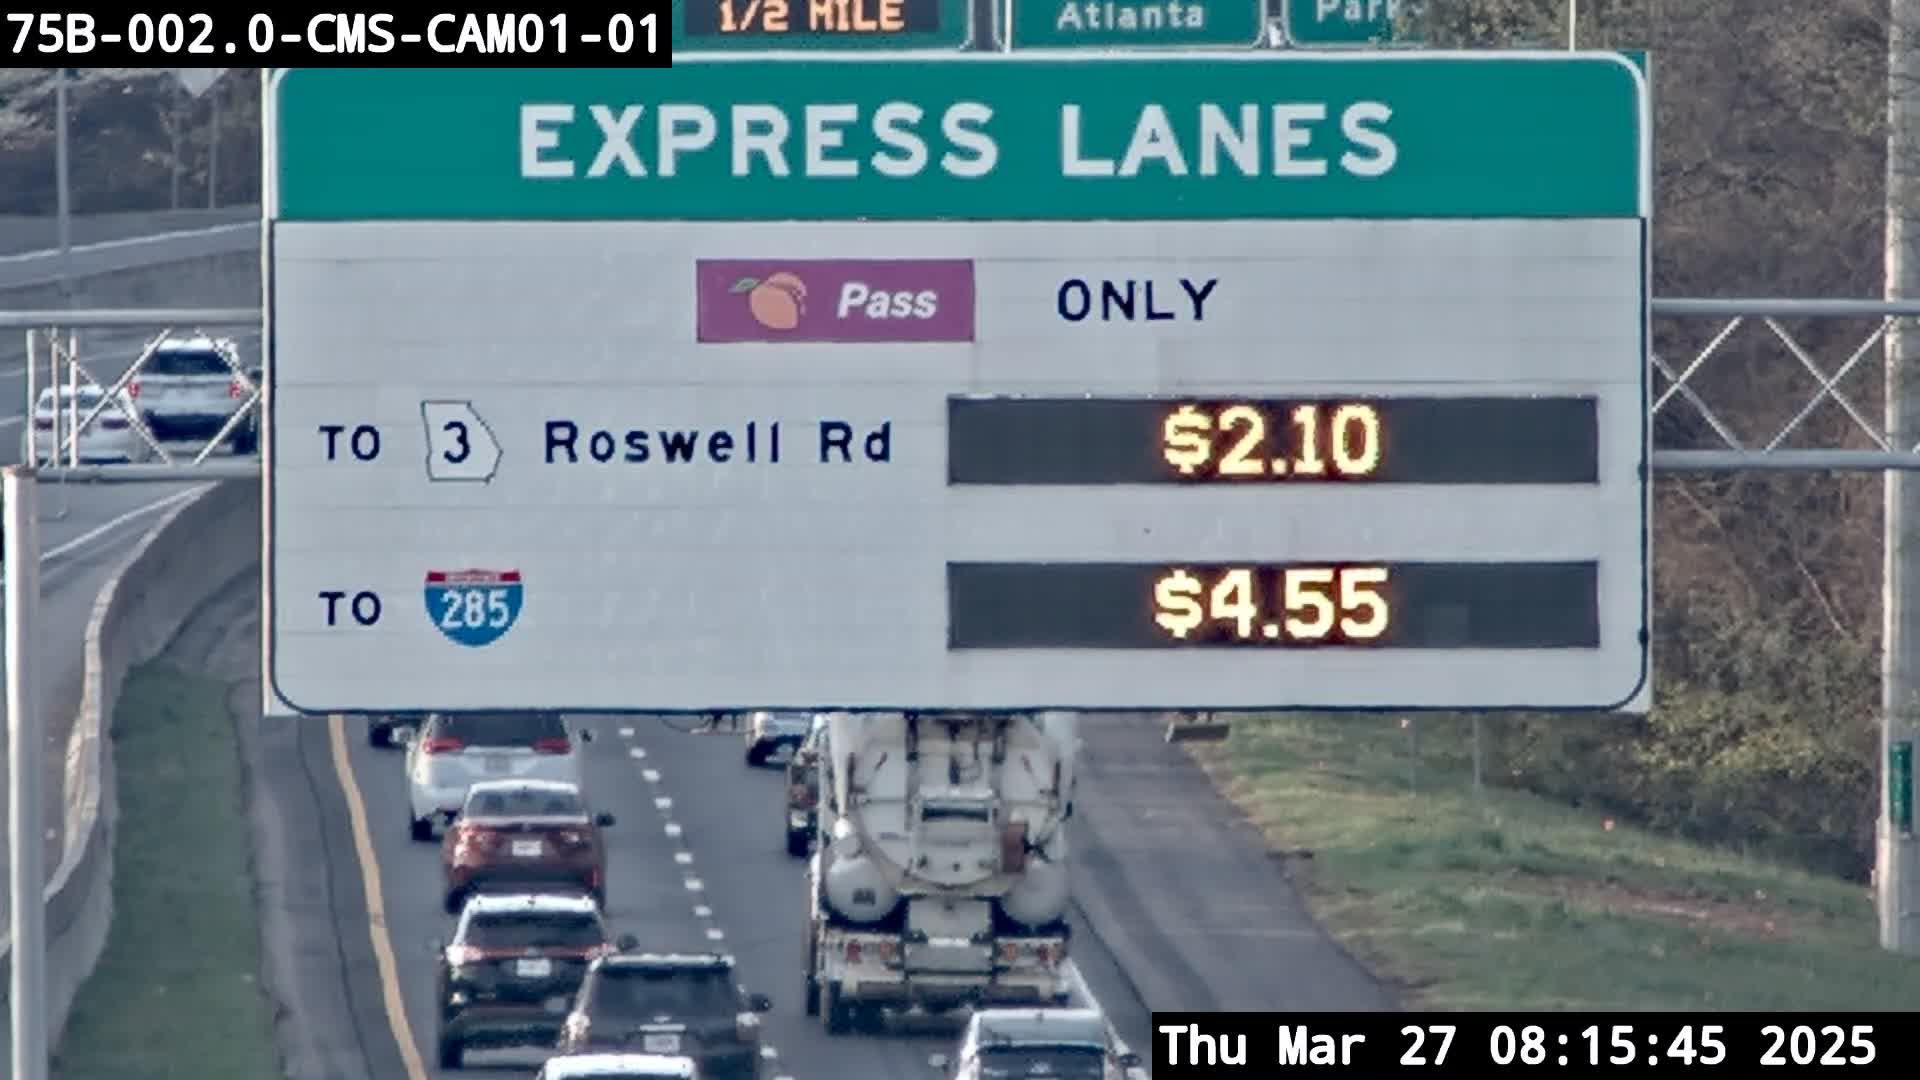 75B-002.0-CMS-CAM01-01
1/2 MILE
Atlanta
Park
EXPRESS LANES
Pass ONLY
TO 3 Roswell Rd $2.10
TO 285 $4.55
Thu Mar 27 08:15:45 2025